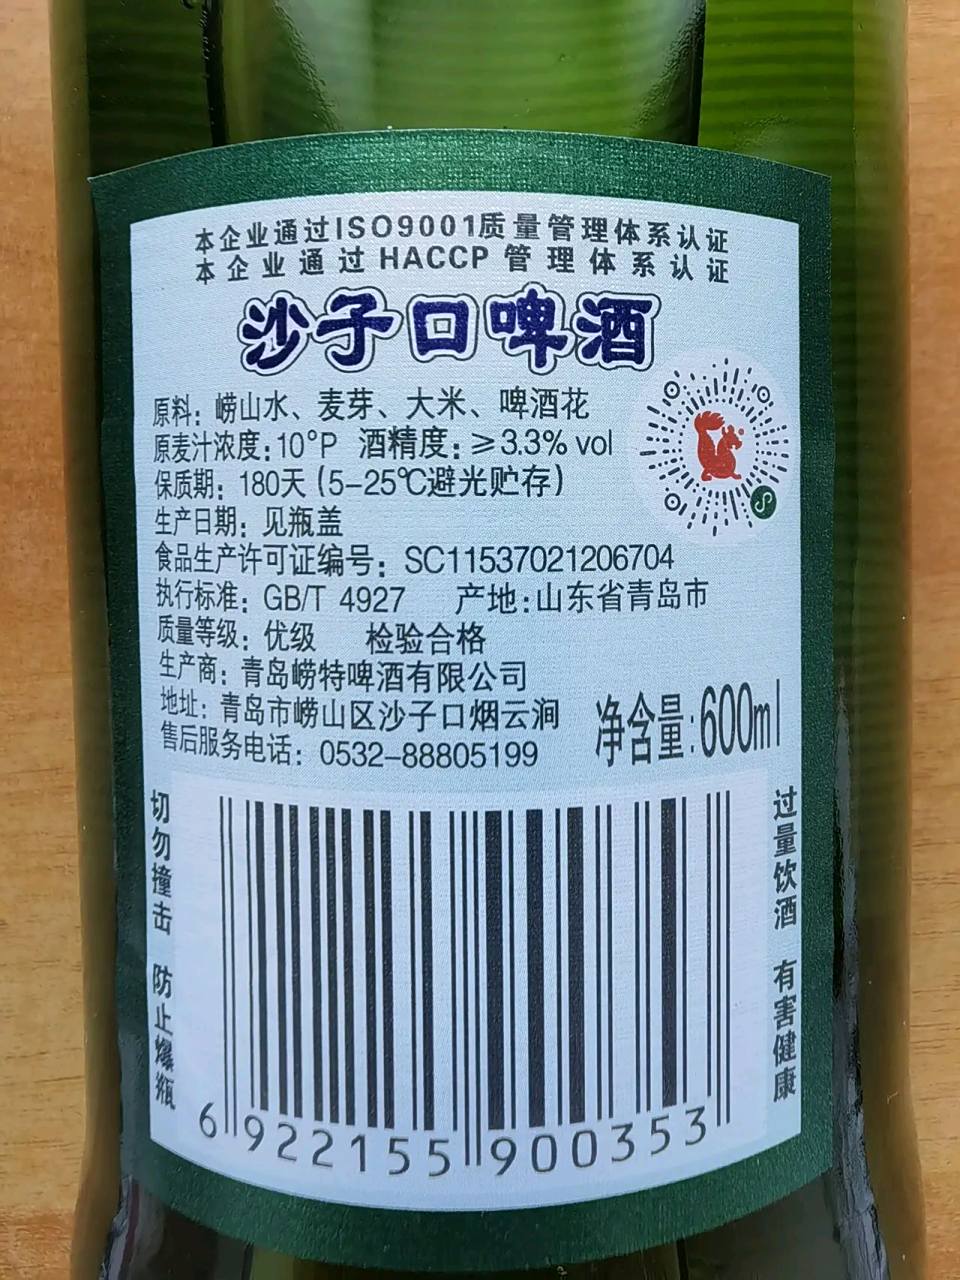 本企业通过ISO9001质量管理体系认证
本企业通过HACCP管理体系认证
沙子口啤酒
原料：崂山水、麦芽、大米、啤酒花
原麦汁浓度：10°P 酒精度：≥3.3% vol
保质期：180天（5-25℃避光贮存）
生产日期：见瓶盖
食品生产许可证编号：SC11537021206704
执行标准：GB/T 4927 产地：山东省青岛市
质量等级：优级 检验合格
生产商：青岛崂特啤酒有限公司
地址：青岛市崂山区沙子口烟云涧
售后服务电话：0532-88805199
净含量：600ml
切勿撞击 防止爆瓶
过量饮酒 有害健康
6 922155 900353